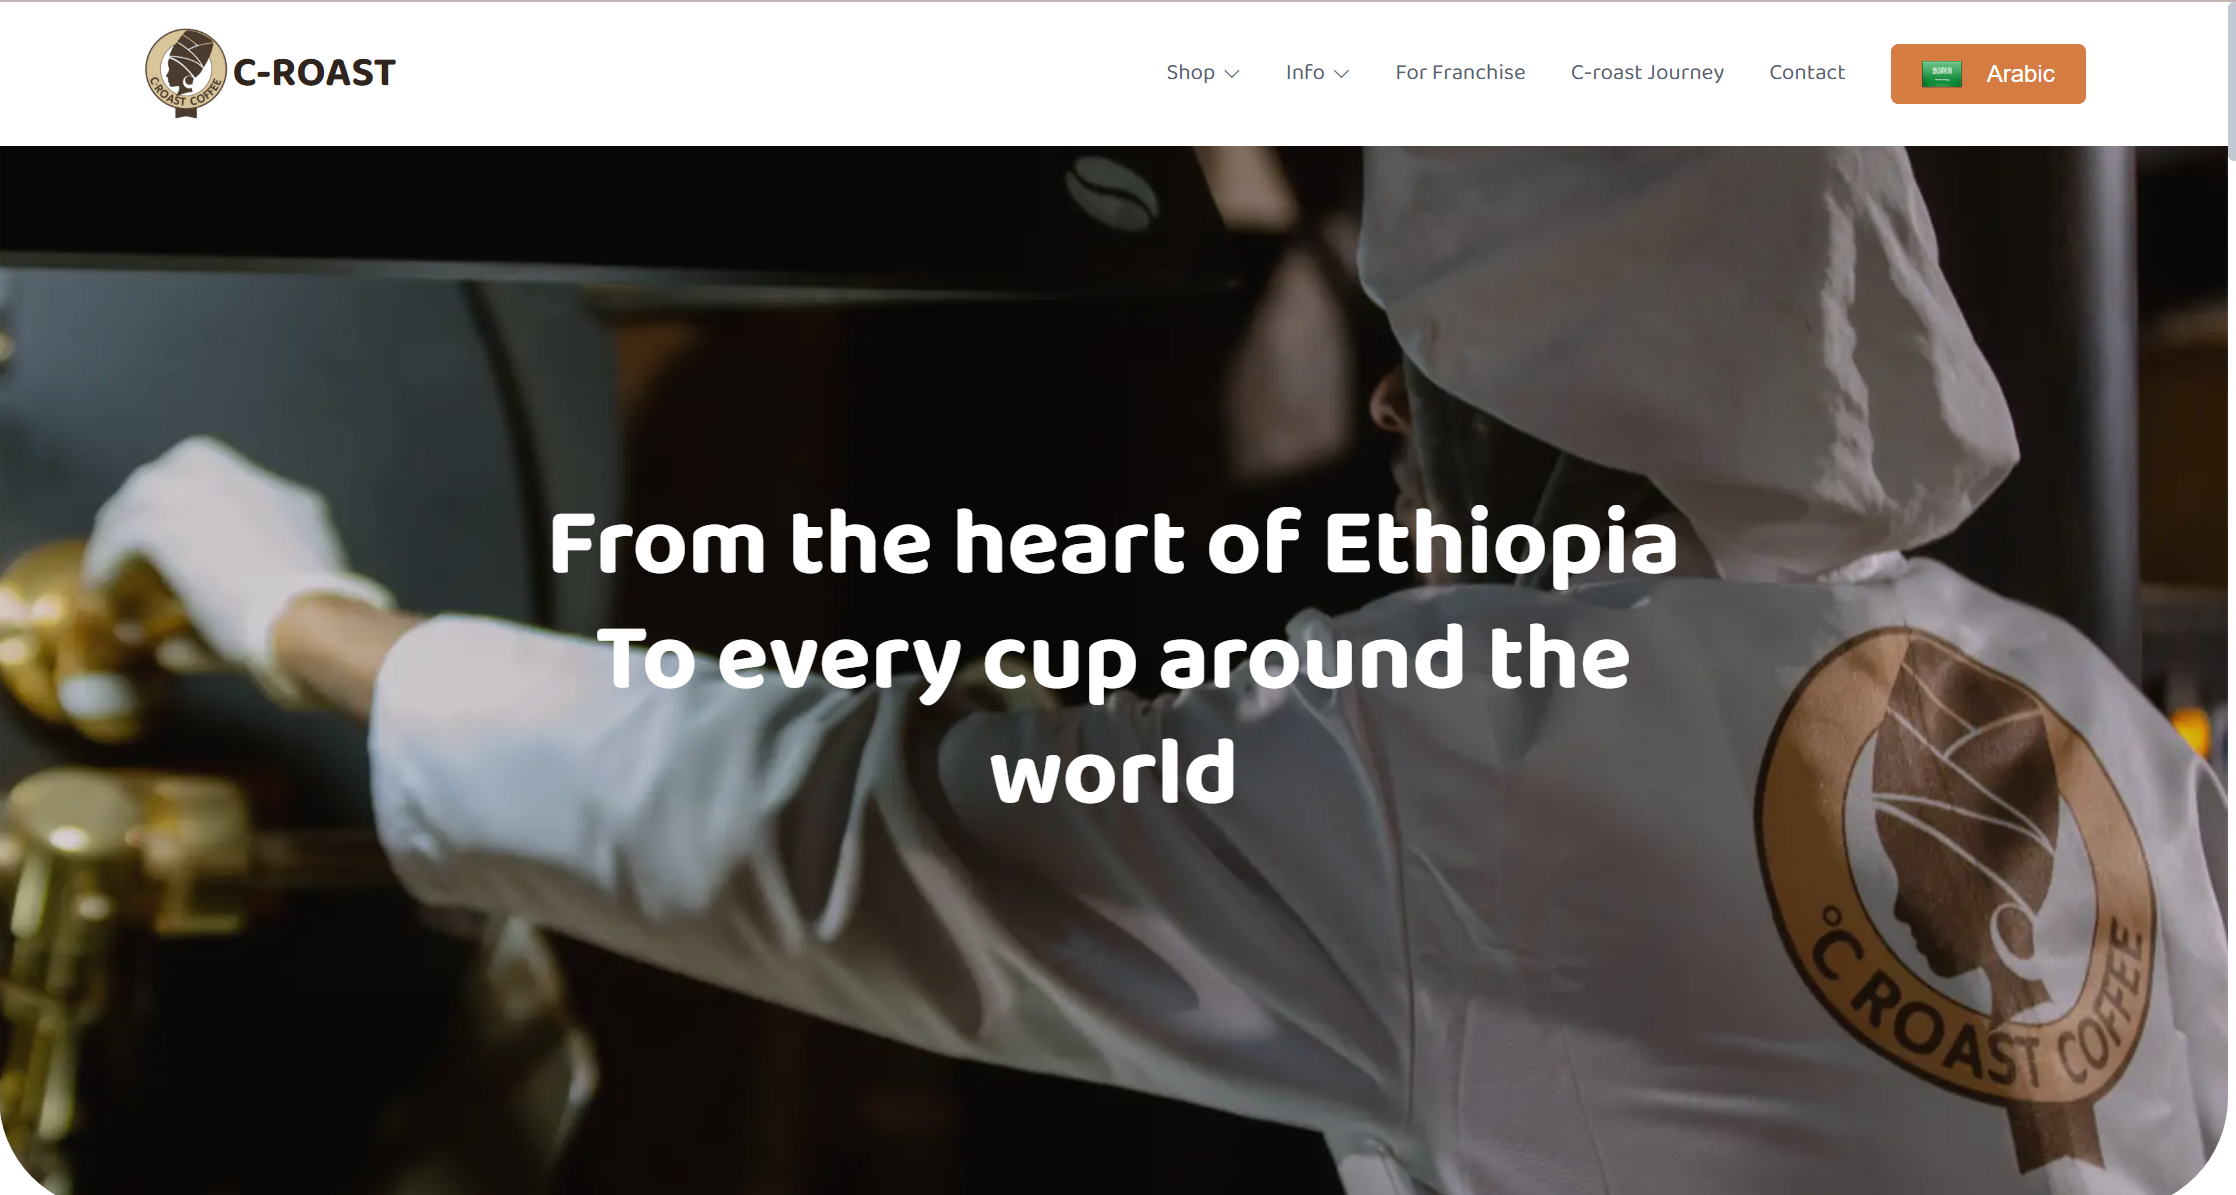 C-ROAST COFFEE
C-ROAST
Shop
Info
For Franchise
C-roast Journey
Contact
Arabic
From the heart of Ethiopia
To every cup around the
world
°C ROAST COFFEE